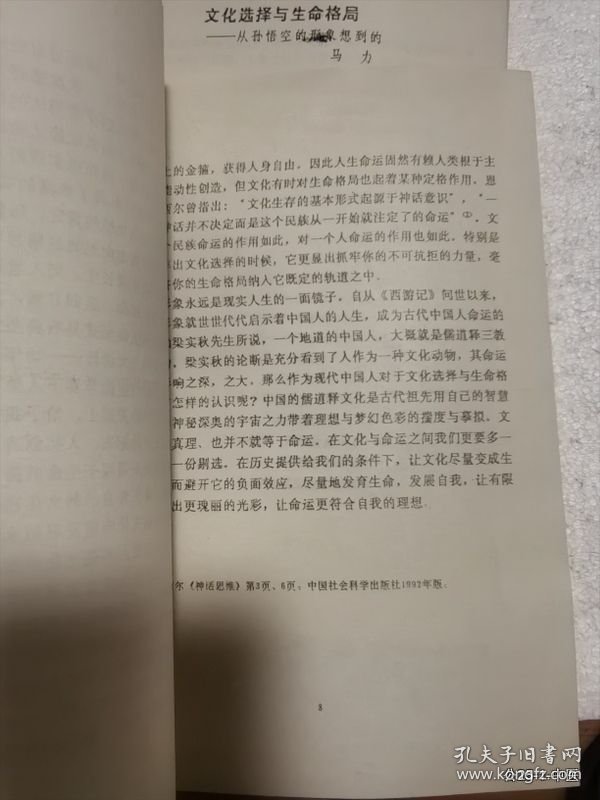 文化选择与生命格局
——从孙悟空的形象想到的
马 力
上的金箍，获得人身自由。因此人生命运固然有赖人类根于主
能动性创造，但文化有时对生命格局也起着某种定格作用。恩
西尔曾指出：“文化生存的基本形式起源于神话意识”，“一
神话并不决定而是这个民族从一开始就注定了的命运”①。文
个民族命运的作用如此，对一个人命运的作用也如此。特别是
出文化选择的时候，它更显出抓牢你的不可抗拒的力量，毫
你的生命格局纳入它既定的轨道之中。
形象永远是现实人生的一面镜子。自从《西游记》问世以来，
象就世世代代启示着中国人的人生，成为古代中国人命运的
梁实秋先生所说，一个地道的中国人，大概就是儒道释三教
，梁实秋的论断是充分看到了人作为一种文化动物，其命运
影响之深，之大。那么作为现代中国人对于文化选择与生命格
怎样的认识呢？中国的儒道释文化是古代祖先用自己的智慧
神秘深奥的宇宙之力带着理想与梦幻色彩的揣度与摹拟。文
真理、也并不就等于命运。在文化与命运之间我们更要多一
一份剔选。在历史提供给我们的条件下，让文化尽量变成生
而避开它的负面效应，尽量地发育生命，发展自我，让有限
出更瑰丽的光彩，让命运更符合自我的理想。
尔《神话思维》第3页、6页；中国社会科学出版社1992年版。
8
孔夫子旧书网
kongfz.com